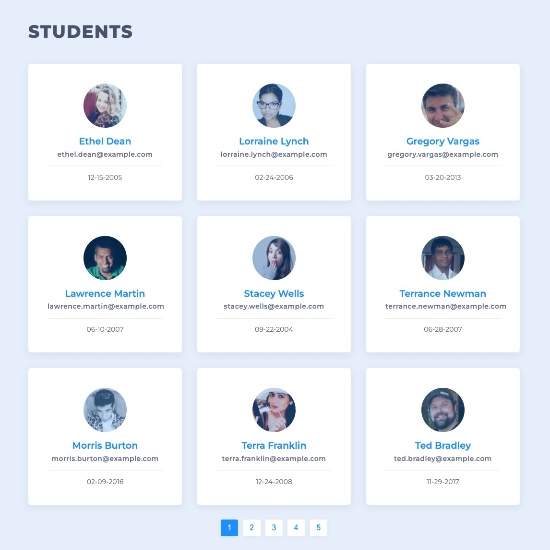 STUDENTS
Ethel Dean
ethel.dean@example.com
12-15-2005
Lorraine Lynch
lorraine.lynch@example.com
02-24-2006
Gregory Vargas
gregory.vargas@example.com
03-20-2013
Lawrence Martin
lawrence.martin@example.com
06-10-2007
Stacey Wells
stacey.wells@example.com
09-22-2004
Terrance Newman
terrance.newman@example.com
06-28-2007
Morris Burton
morris.burton@example.com
02-09-2016
Terra Franklin
terra.franklin@example.com
12-24-2008
Ted Bradley
ted.bradley@example.com
11-29-2017
1 2 3 4 5